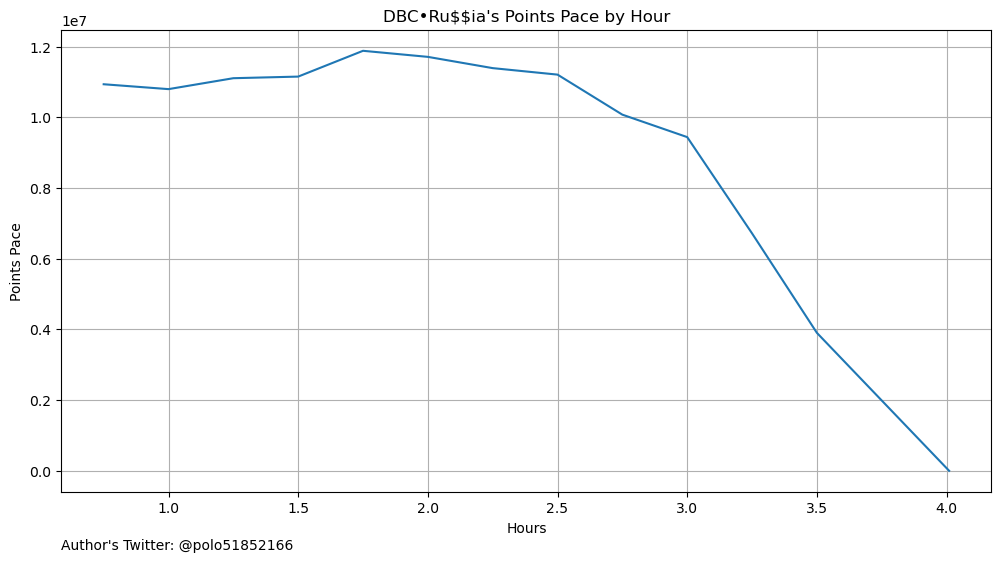 DBC•Ru$$ia's Points Pace by Hour
1e7
1.2
1.0
0.8
0.6
0.4
0.2
0.0
Points Pace
1.0 1.5 2.0 2.5 3.0 3.5 4.0
Hours
Author's Twitter: @polo51852166